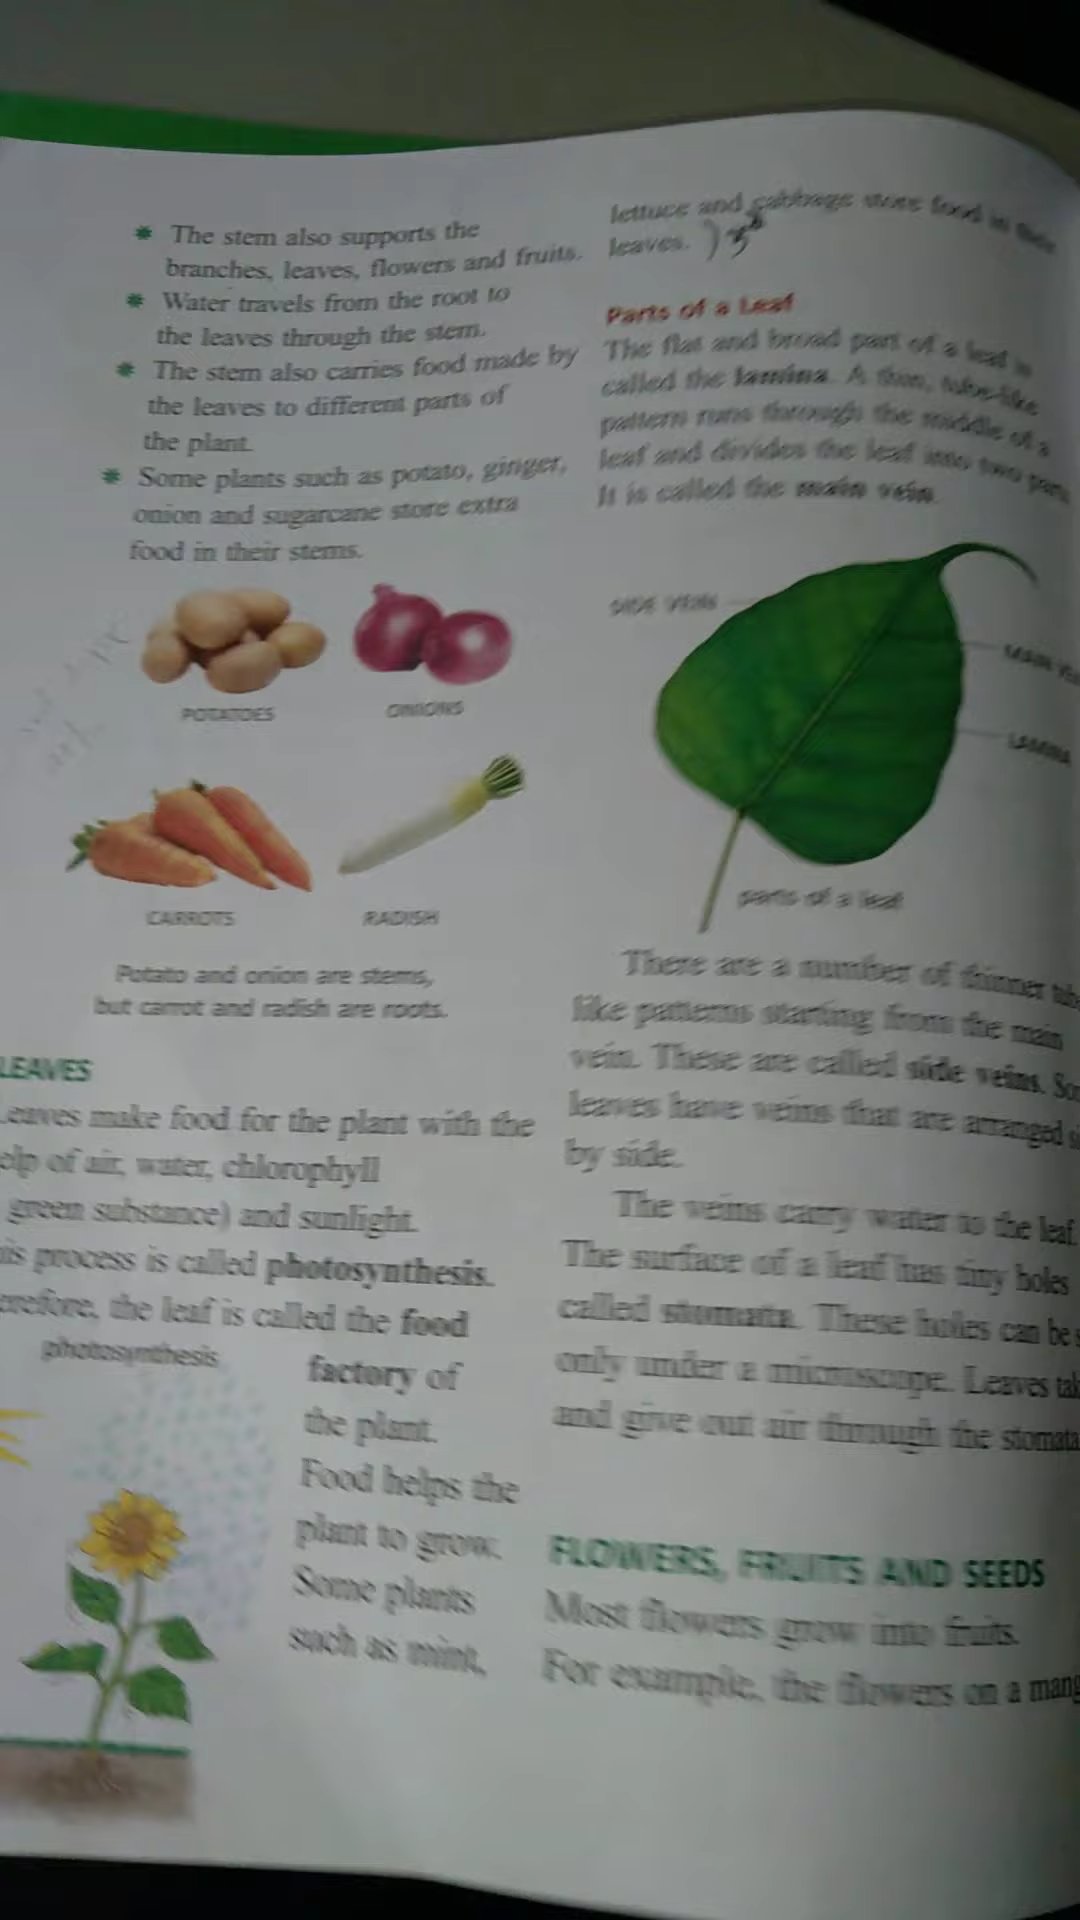 * The stem also supports the
branches, leaves, flowers and fruits.
* Water travels from the root to
the leaves through the stem.
* The stem also carries food made by
the leaves to different parts of
the plant.
* Some plants such as potato, ginger,
onion and sugarcane store extra
food in their stems.
POTATOES ONIONS
CARROTS RADISH
Potato and onion are stems,
but carrot and radish are roots.
LEAVES
Leaves make food for the plant with the
elp of air, water, chlorophyll
green substance) and sunlight.
is process is called photosynthesis.
erefore, the leaf is called the food
photosynthesis
factory of
the plant.
Food helps the
plant to grow.
Some plants
such as mint,
lettuce and cabbage store food in their
leaves.
Parts of a Leaf
The flat and broad part of a leaf is
called the lamina. A thin, tube-like
pattern runs through the middle of a
leaf and divides the leaf into two parts
It is called the main vein.
SIDE VEIN
MAIN VE
LAMINA
parts of a leaf
There are a number of thinner
like patterns starting from the main
vein. These are called side veins. So
leaves have veins that are arranged
by side.
The veins carry water to the leaf.
The surface of a leaf has tiny holes
called stomata. These holes can be
only under a microscope. Leaves
and give out air through the stomata
FLOWERS, FRUITS AND SEEDS
Most flowers grow into fruits.
For example, the flowers on a mang